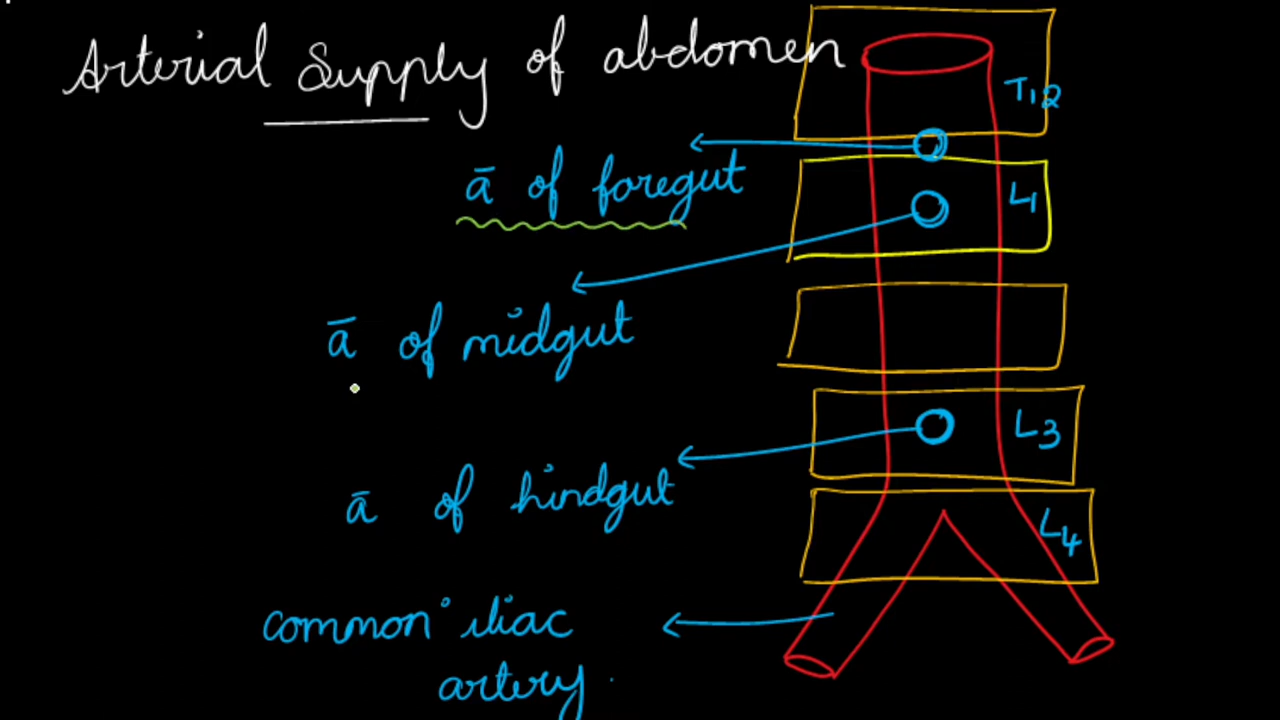 Arterial Supply of abdomen
T12
ā of foregut
L1
ā of midgut
L3
ā of hindgut
L4
common iliac
artery